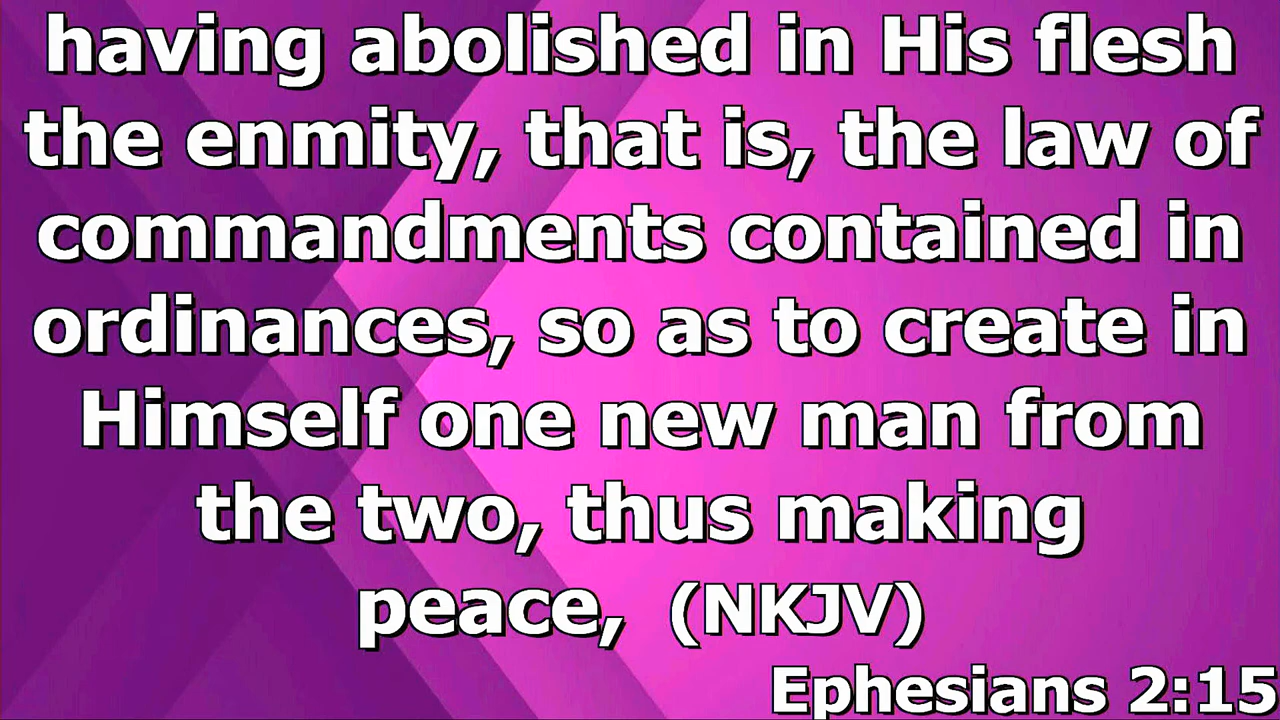 having abolished in His flesh
the enmity, that is, the law of
commandments contained in
ordinances, so as to create in
Himself one new man from
the two, thus making
peace, (NKJV)
Ephesians 2:15